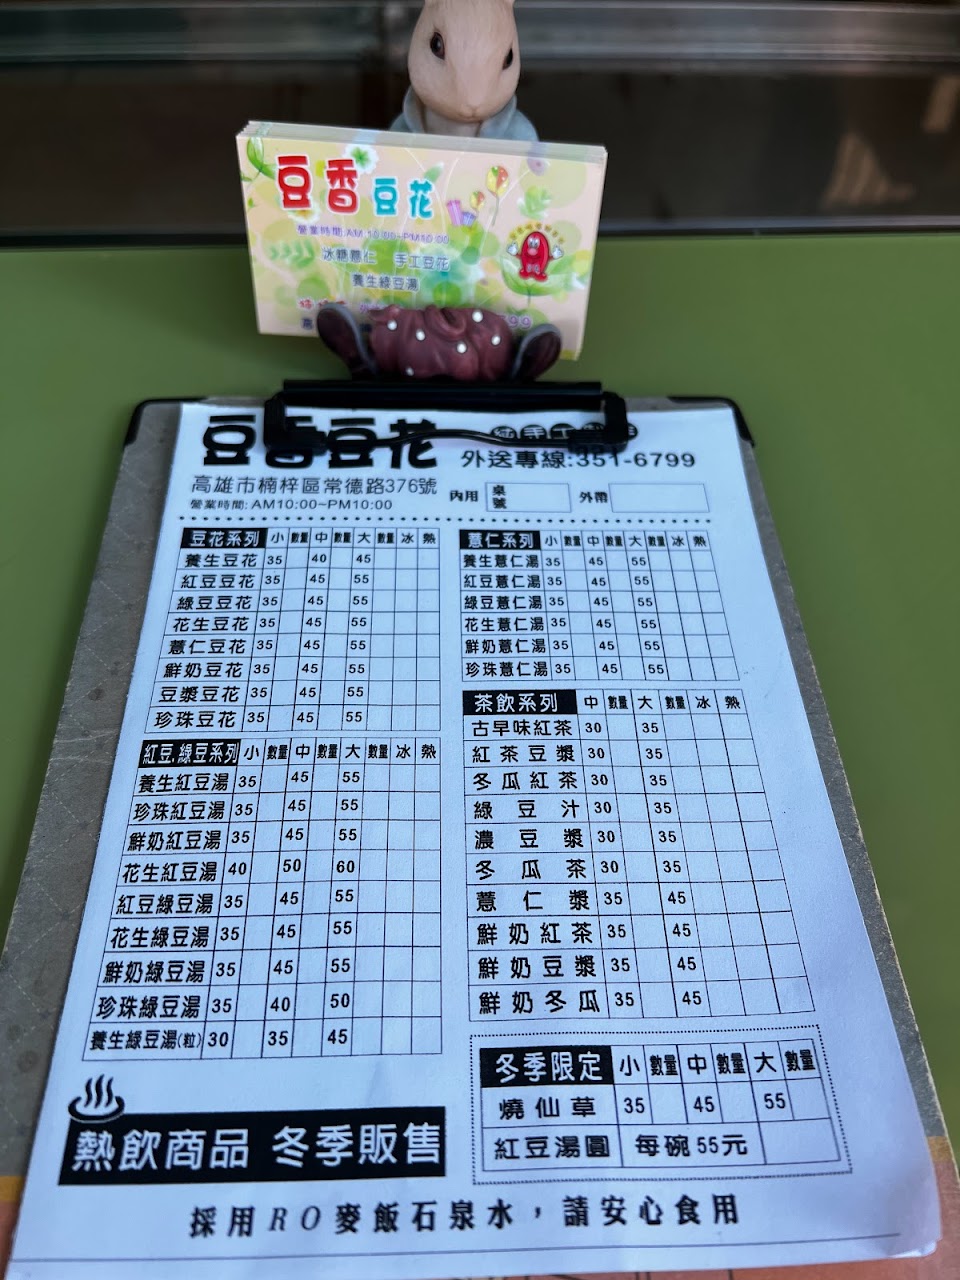 豆香豆花
營業時間:AM 10:00~PM10:00
冰糖薏仁 手工豆花
養生綠豆湯
豆香豆花
外送專線:351-6799
高雄市楠梓區常德路376號
營業時間: AM10:00~PM10:00
內用 桌號 外帶
豆花系列 小 數量 中 數量 大 數量 冰 熱
養生豆花 35 40 45
紅豆豆花 35 45 55
綠豆豆花 35 45 55
花生豆花 35 45 55
薏仁豆花 35 45 55
鮮奶豆花 35 45 55
豆漿豆花 35 45 55
珍珠豆花 35 45 55
紅豆.綠豆系列 小 數量 中 數量 大 數量 冰 熱
養生紅豆湯 35 45 55
珍珠紅豆湯 35 45 55
鮮奶紅豆湯 35 45 55
花生紅豆湯 40 50 60
紅豆綠豆湯 35 45 55
花生綠豆湯 35 45 55
鮮奶綠豆湯 35 45 55
珍珠綠豆湯 35 40 50
養生綠豆湯(粒) 30 35 45
薏仁系列 小 數量 中 數量 大 數量 冰 熱
養生薏仁湯 35 45 55
紅豆薏仁湯 35 45 55
綠豆薏仁湯 35 45 55
花生薏仁湯 35 45 55
鮮奶薏仁湯 35 45 55
珍珠薏仁湯 35 45 55
茶飲系列 中 數量 大 數量 冰 熱
古早味紅茶 30 35
紅茶豆漿 30 35
冬瓜紅茶 30 35
綠豆汁 30 35
濃豆漿 30 35
冬瓜茶 30 35
薏仁漿 35 45
鮮奶紅茶 35 45
鮮奶豆漿 35 45
鮮奶冬瓜 35 45
冬季限定 小 數量 中 數量 大 數量
燒仙草 35 45 55
紅豆湯圓 每碗55元
熱飲商品 冬季販售
採用RO麥飯石泉水，請安心食用